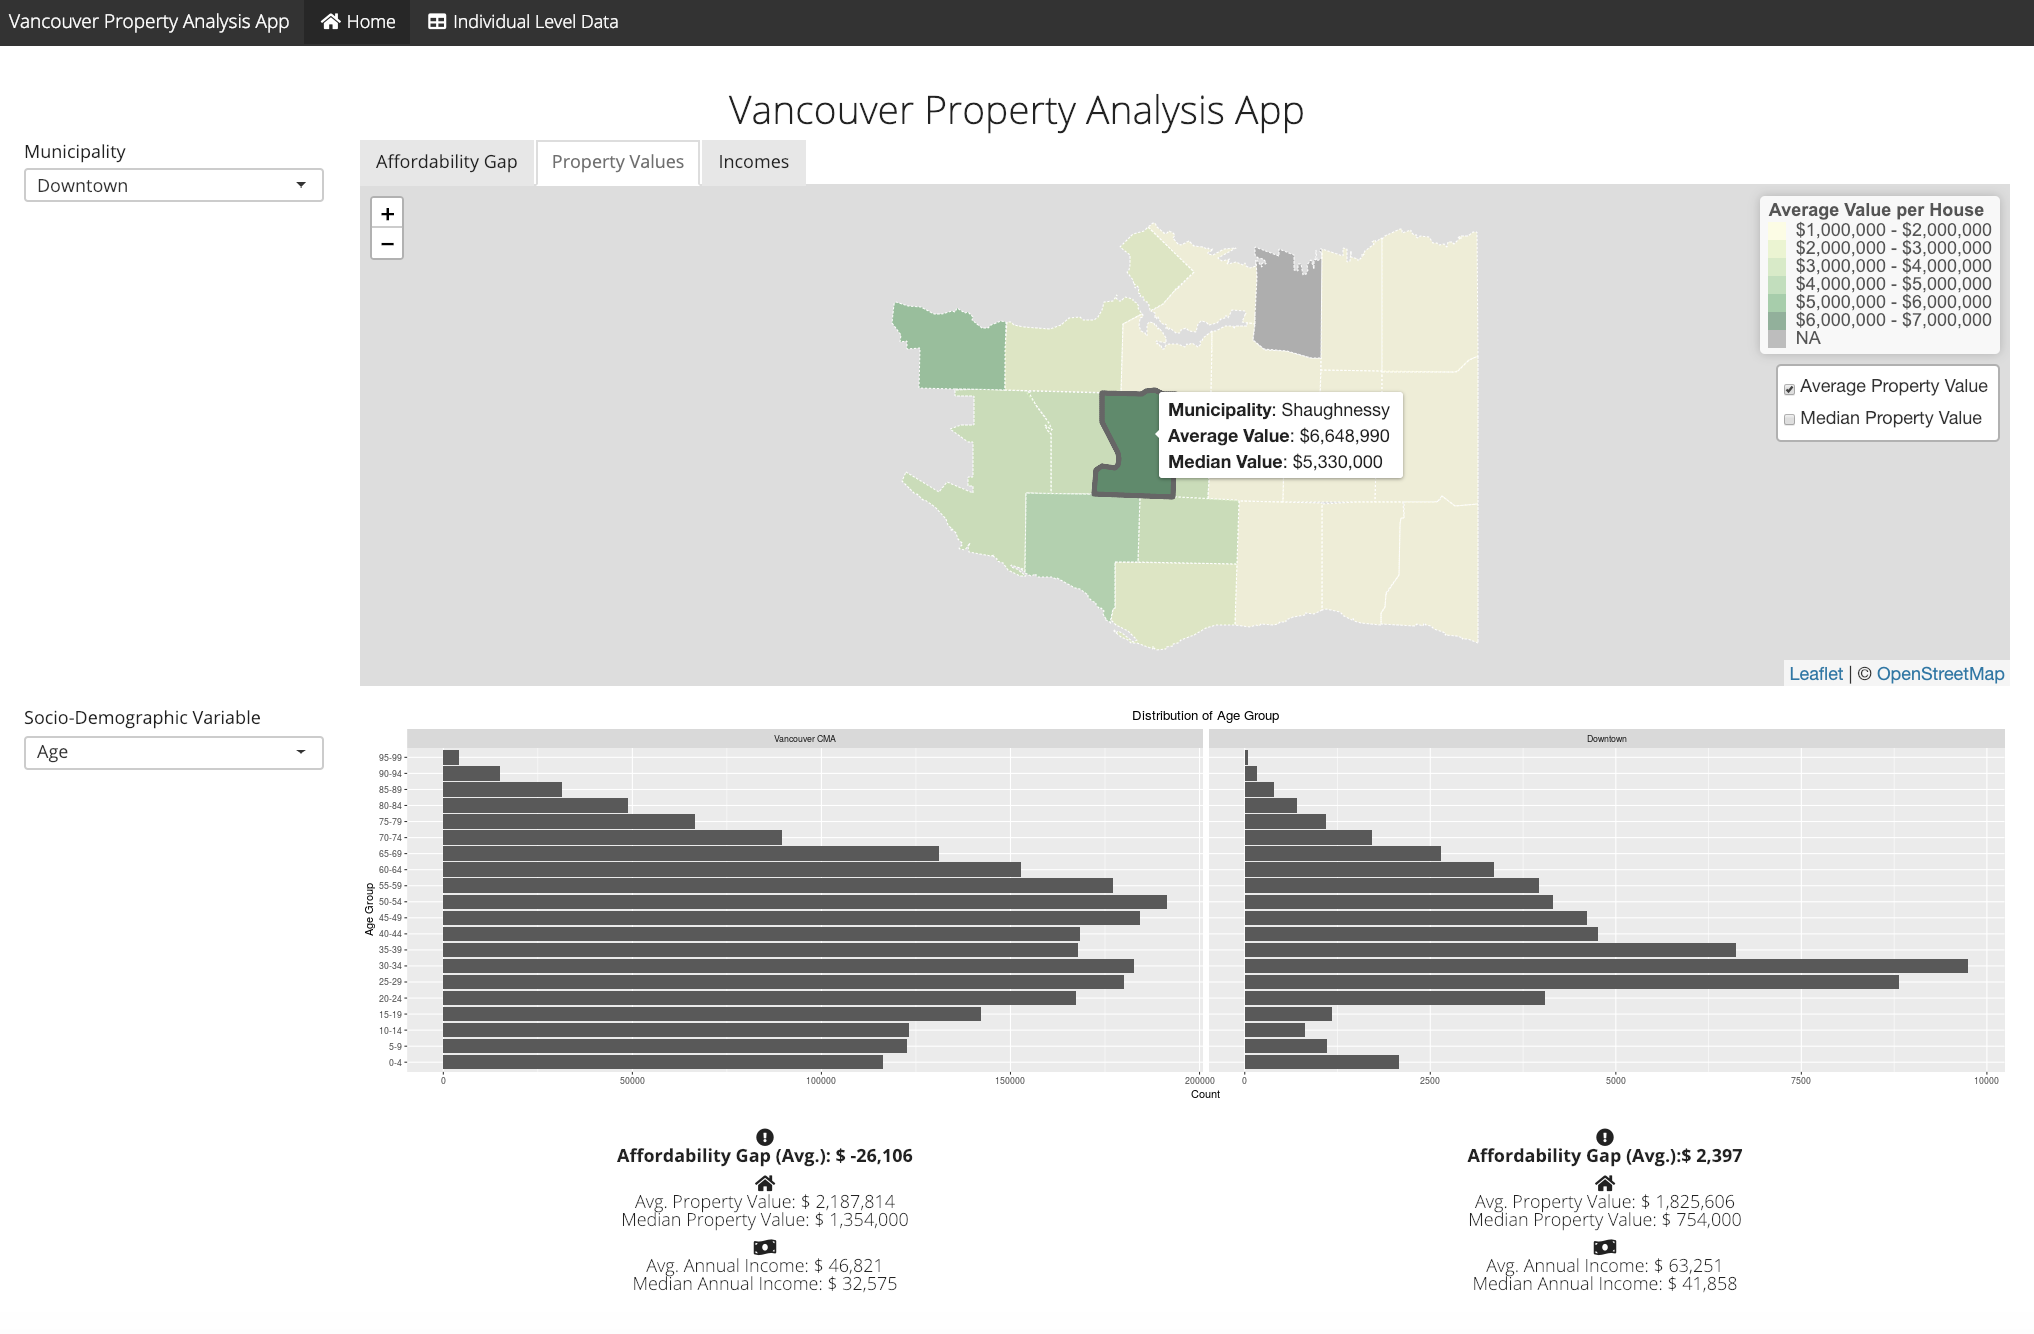 Vancouver Property Analysis App
Home
Individual Level Data
Vancouver Property Analysis App
Municipality
Downtown
Affordability Gap
Property Values
Incomes
+
−
Average Value per House
$1,000,000 - $2,000,000
$2,000,000 - $3,000,000
$3,000,000 - $4,000,000
$4,000,000 - $5,000,000
$5,000,000 - $6,000,000
$6,000,000 - $7,000,000
NA
Average Property Value
Median Property Value
Municipality: Shaughnessy
Average Value: $6,648,990
Median Value: $5,330,000
Leaflet | © OpenStreetMap
Socio-Demographic Variable
Age
Distribution of Age Group
Vancouver CMA
Downtown
Age Group
95-99
90-94
85-89
80-84
75-79
70-74
65-69
60-64
55-59
50-54
45-49
40-44
35-39
30-34
25-29
20-24
15-19
10-14
5-9
0-4
0 50000 100000 150000 200000
0 2500 5000 7500 10000
Count
Affordability Gap (Avg.): $ -26,106
Avg. Property Value: $ 2,187,814
Median Property Value: $ 1,354,000
Avg. Annual Income: $ 46,821
Median Annual Income: $ 32,575
Affordability Gap (Avg.):$ 2,397
Avg. Property Value: $ 1,825,606
Median Property Value: $ 754,000
Avg. Annual Income: $ 63,251
Median Annual Income: $ 41,858